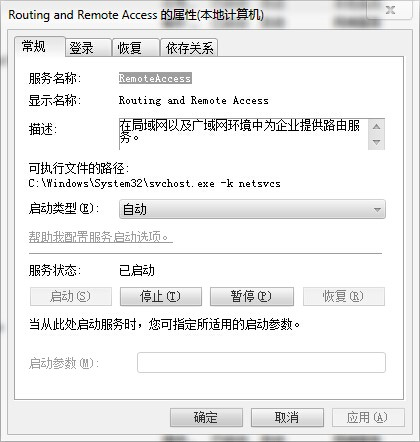 Routing and Remote Access 的属性(本地计算机)
常规 登录 恢复 依存关系
服务名称: RemoteAccess
显示名称: Routing and Remote Access
描述: 在局域网以及广域网环境中为企业提供路由服
务。
可执行文件的路径:
C:\Windows\System32\svchost.exe -k netsvcs
启动类型(E): 自动
帮助我配置服务启动选项。
服务状态: 已启动
启动(S) 停止(T) 暂停(P) 恢复(R)
当从此处启动服务时，您可指定所适用的启动参数。
启动参数(M):
确定 取消 应用(A)